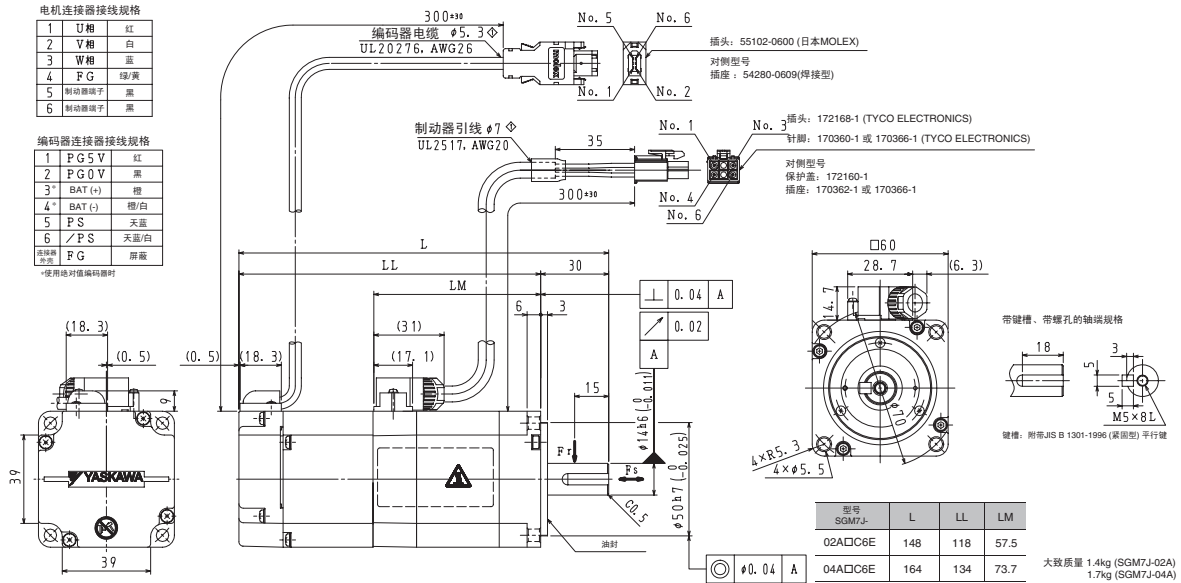 电机连接器接线规格
1 U相 红
2 V相 白
3 W相 蓝
4 FG 绿/黄
5 制动器端子 黑
6 制动器端子 黑
编码器连接器接线规格
1 PG5V 红
2 PG0V 黑
3* BAT (+) 橙
4* BAT (-) 橙/白
5 PS 天蓝
6 /PS 天蓝/白
连接器外壳 FG 屏蔽
*使用绝对值编码器时
300±30
编码器电缆 φ5.3 ①
UL20276, AWG26
No. 5
No. 6
No. 1
No. 2
插头：55102-0600 (日本MOLEX)
对侧型号
插座：54280-0609(焊接型)
制动器引线 φ7 ①
UL2517, AWG20
35
300±30
No. 1
No. 3
No. 4
No. 6
插头：172168-1 (TYCO ELECTRONICS)
针脚：170360-1 或 170366-1 (TYCO ELECTRONICS)
对侧型号
保护盖：172160-1
插座：170362-1 或 170366-1
L
LL
30
LM
6
3
⊥ 0.04 A
↗ 0.02
A
(18.3)
(0.5)
(0.5)
(18.3)
(31)
(17.1)
9
39
39
YASKAWA
15
Fr
Fs
φ14h6 (0 -0.011)
φ50h7 (0 -0.025)
C0.5
油封
◎ φ0.04 A
□60
28.7
(6.3)
14.7
φ70
4×R5.3
4×φ5.5
带键槽、带螺孔的轴端规格
18
3
5
5
M5×8L
键槽：附带JIS B 1301-1996 (紧固型) 平行键
型号 SGM7J- L LL LM
02A□C6E 148 118 57.5
04A□C6E 164 134 73.7
大致质量 1.4kg (SGM7J-02A)
1.7kg (SGM7J-04A)